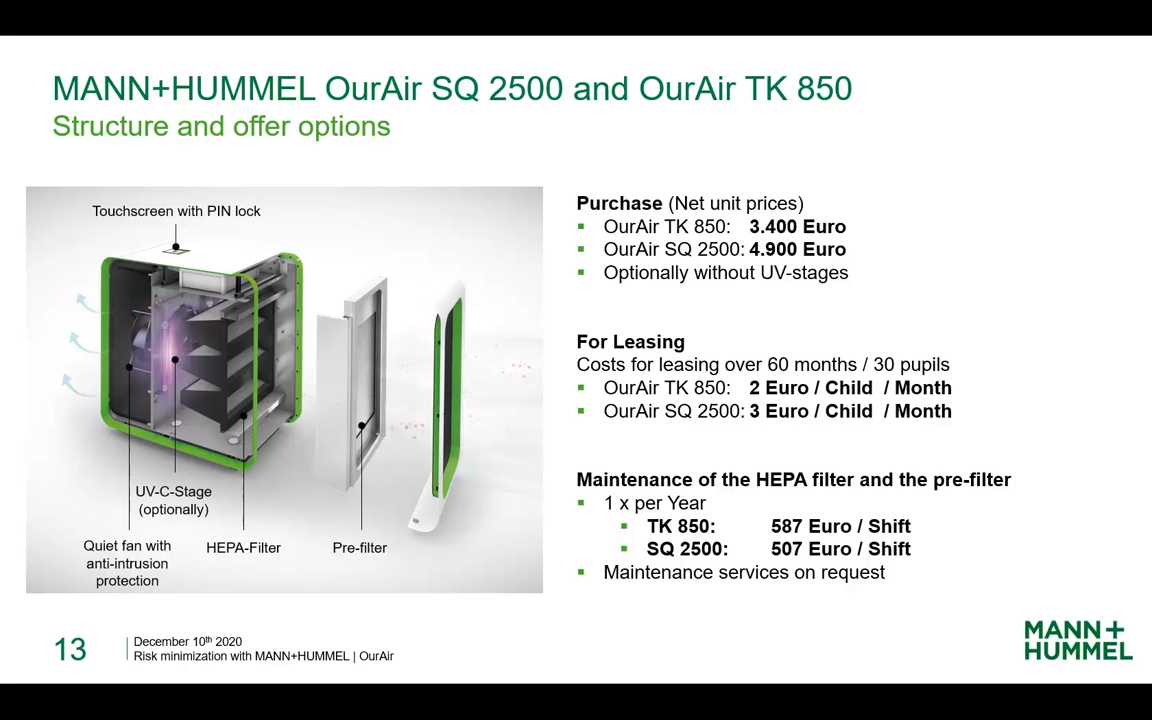 MANN+HUMMEL OurAir SQ 2500 and OurAir TK 850
Structure and offer options
Touchscreen with PIN lock
UV-C-Stage
(optionally)
Quiet fan with
anti-intrusion
protection
HEPA-Filter
Pre-filter
Purchase (Net unit prices)
OurAir TK 850: 3.400 Euro
OurAir SQ 2500: 4.900 Euro
Optionally without UV-stages
For Leasing
Costs for leasing over 60 months / 30 pupils
OurAir TK 850: 2 Euro / Child / Month
OurAir SQ 2500: 3 Euro / Child / Month
Maintenance of the HEPA filter and the pre-filter
1 x per Year
TK 850: 587 Euro / Shift
SQ 2500: 507 Euro / Shift
Maintenance services on request
13
December 10th 2020
Risk minimization with MANN+HUMMEL | OurAir
MANN+
HUMMEL